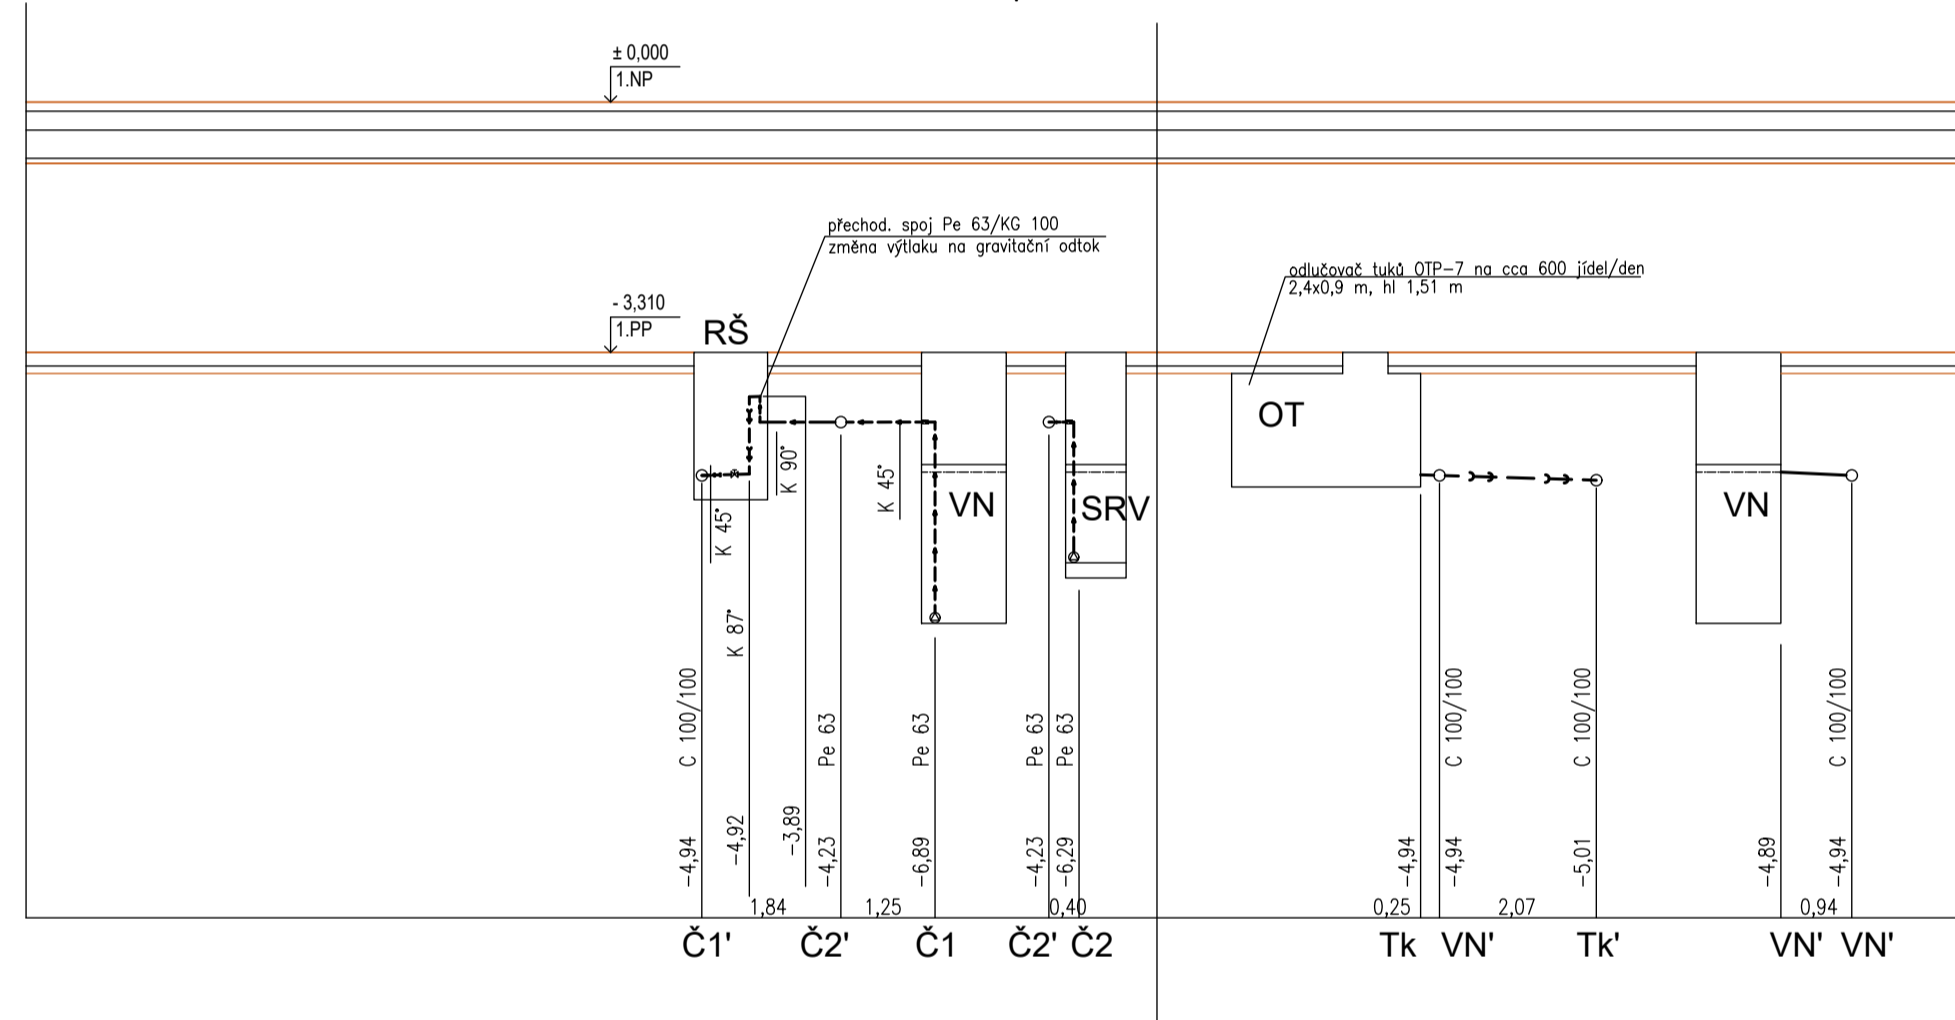 ± 0,000
1.NP
přechod. spoj Pe 63/KG 100
změna výtlaku na gravitační odtok
odlučovač tuků OTP-7 na cca 600 jídel/den
2,4x0,9 m, hl 1,51 m
- 3,310
1.PP
RŠ
OT
K 90°
K 45°
VN
SRV
VN
K 45°
K 87°
C 100/100
Pe 63
Pe 63
Pe 63
Pe 63
C 100/100
C 100/100
C 100/100
-4,94
-4,92
-3,89
-4,23
-6,89
-4,23
-6,29
-4,94
-4,94
-5,01
-4,89
-4,94
1,84
1,25
0,40
0,25
2,07
0,94
Č1'
Č2'
Č1
Č2'
Č2
Tk
VN'
Tk'
VN'
VN'